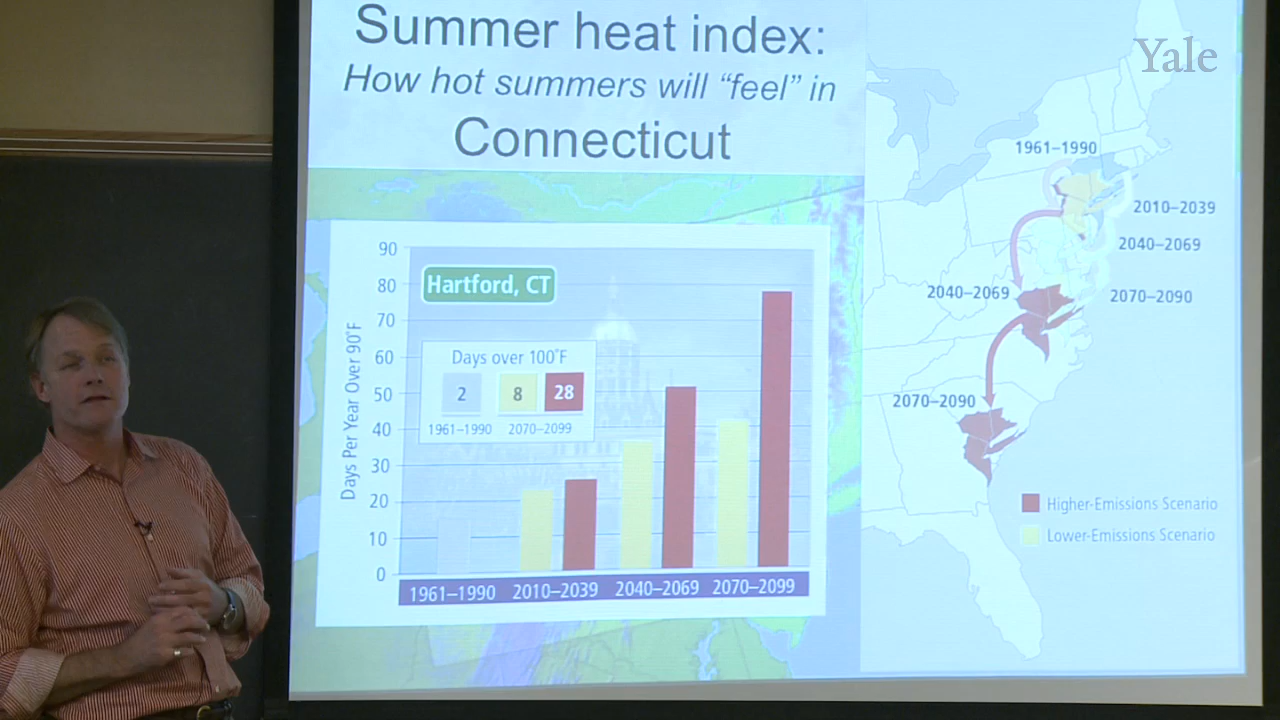 Summer heat index:
How hot summers will “feel” in
Connecticut
Yale
90
80
70
60
50
40
30
20
10
0
Days Per Year Over 90°F
Hartford, CT
Days over 100°F
2
8
28
1961–1990
2070–2099
1961–1990
2010–2039
2040–2069
2070–2099
1961–1990
2010–2039
2040–2069
2040–2069
2070–2090
2070–2090
Higher-Emissions Scenario
Lower-Emissions Scenario